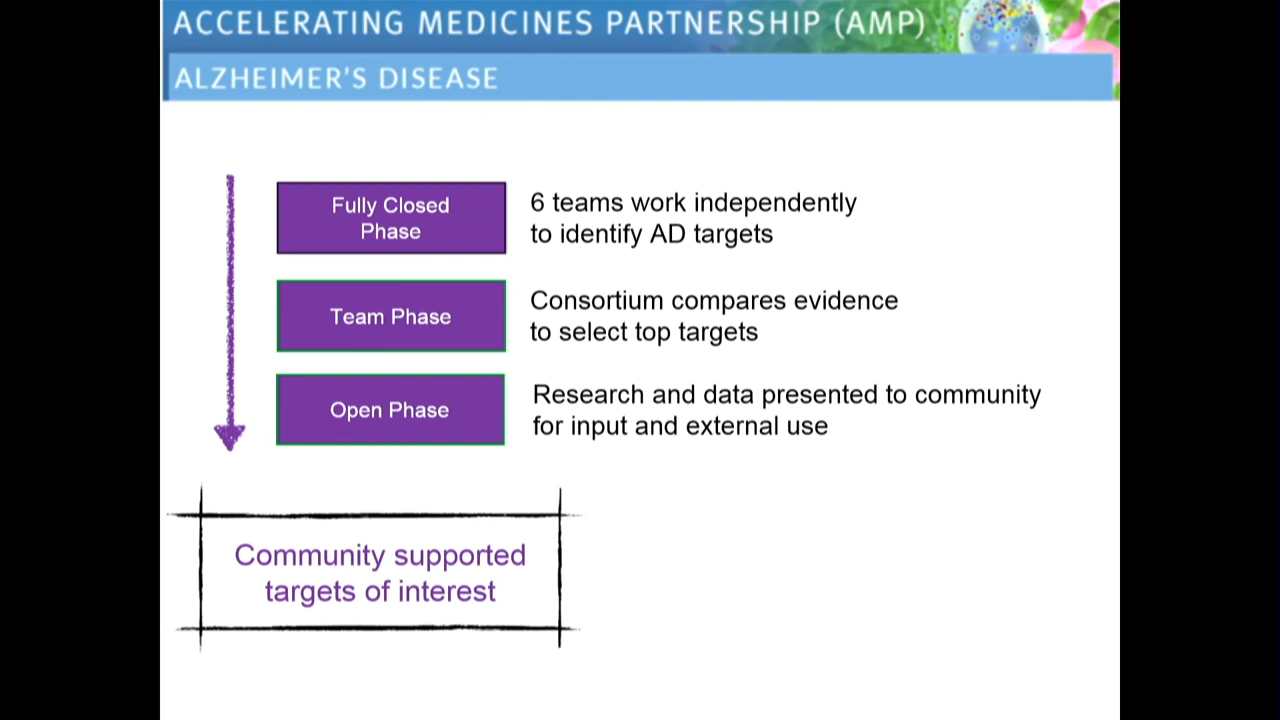 ACCELERATING MEDICINES PARTNERSHIP (AMP)
ALZHEIMER'S DISEASE
Fully Closed
Phase
6 teams work independently
to identify AD targets
Team Phase
Consortium compares evidence
to select top targets
Open Phase
Research and data presented to community
for input and external use
Community supported
targets of interest